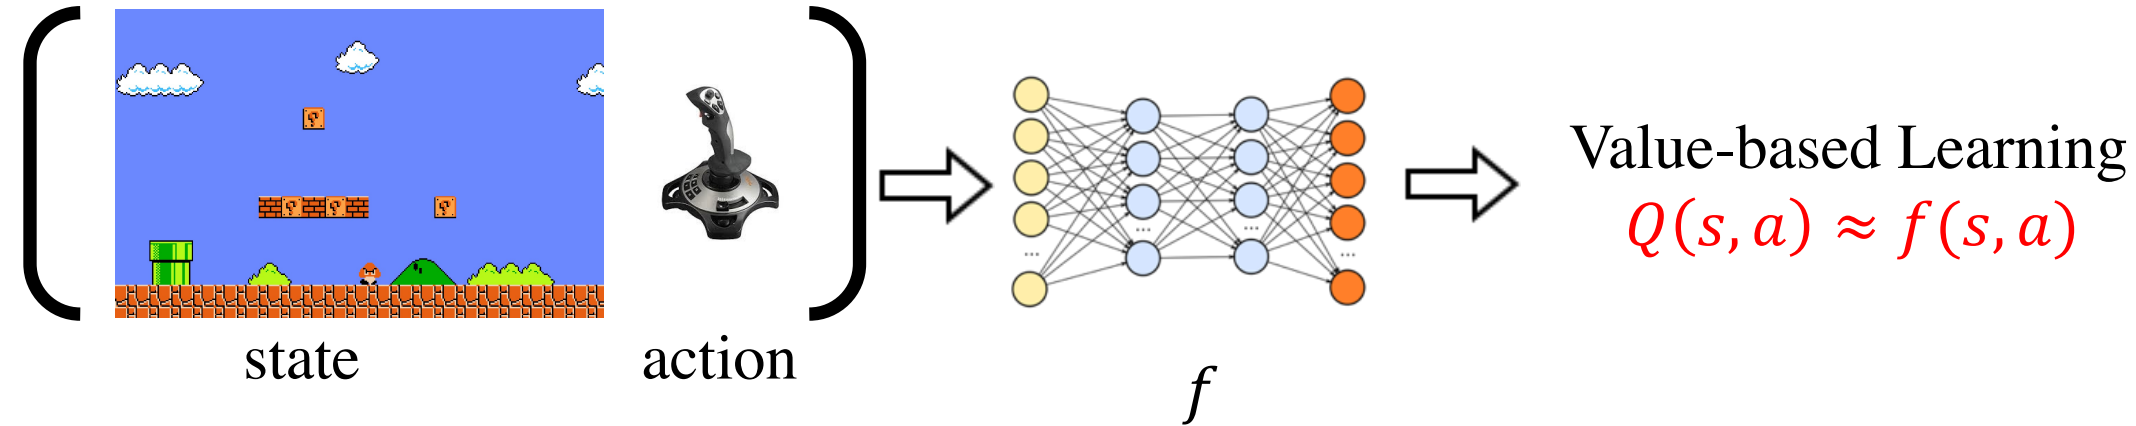 state
action
f
Value-based Learning
Q(s, a) ≈ f(s, a)